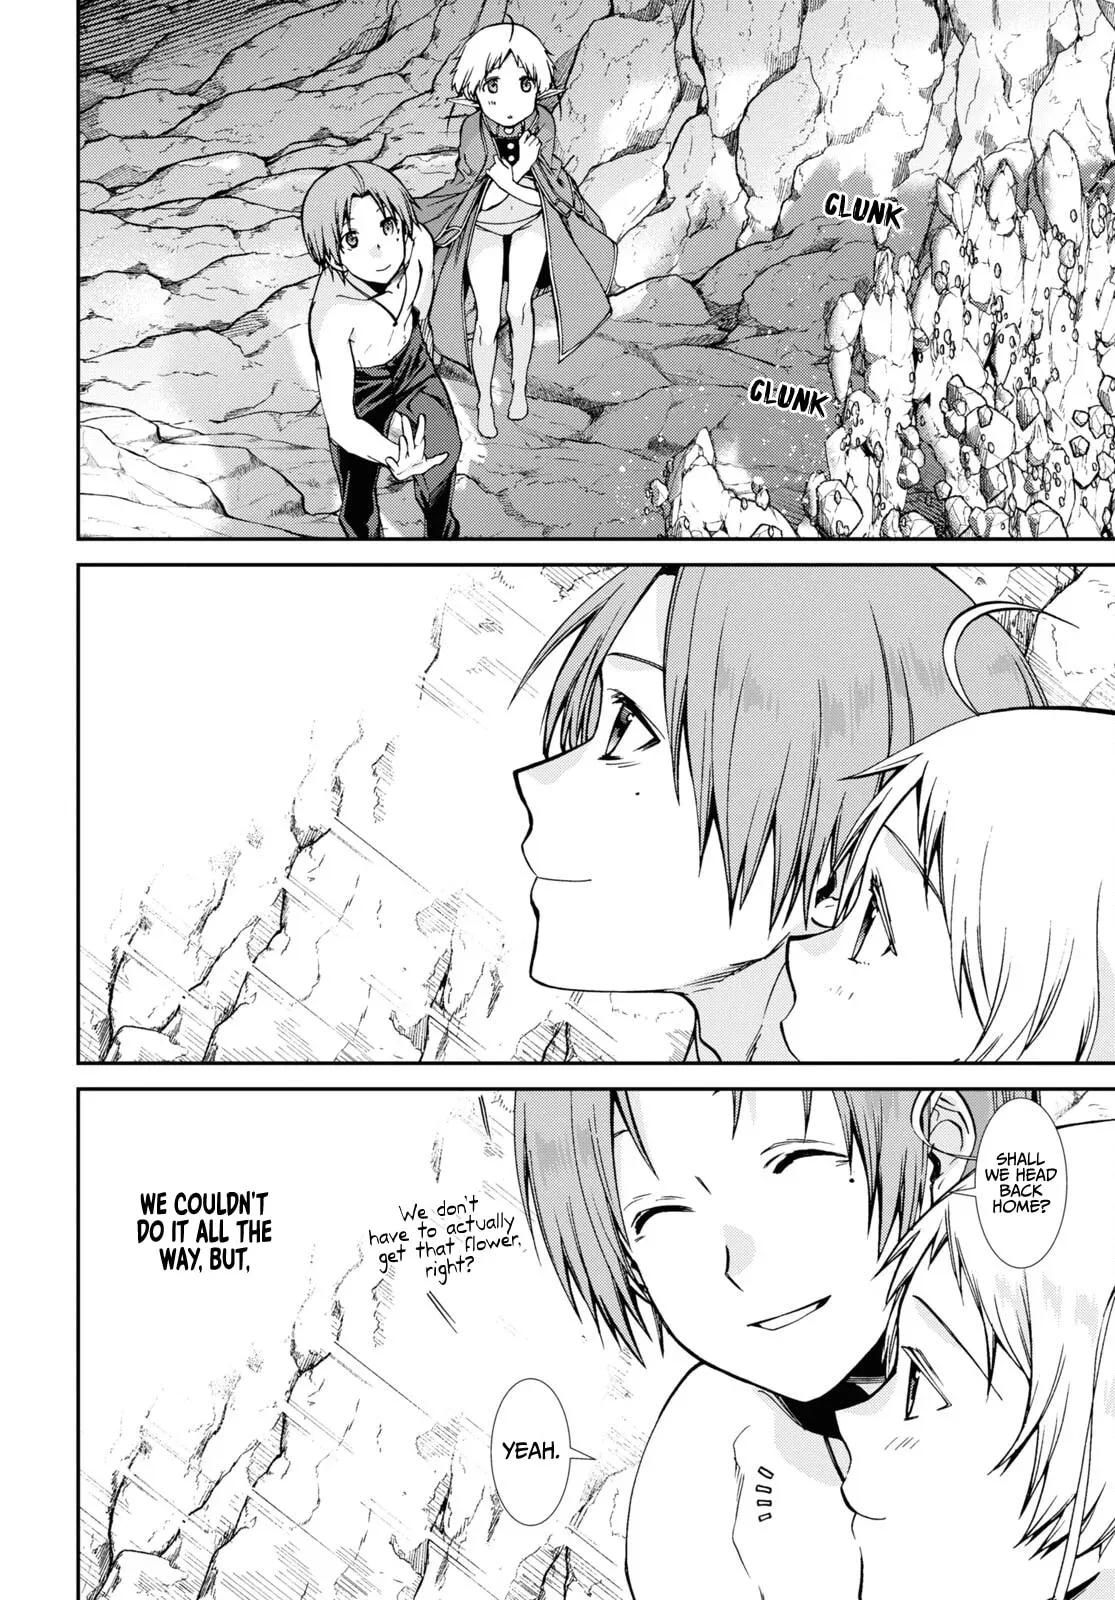 CLUNK
CLUNK
SHALL
WE HEAD
BACK
HOME?
We don't
have to actually
get that flower,
right?
WE COULDN'T
DO IT ALL THE
WAY, BUT,
YEAH.